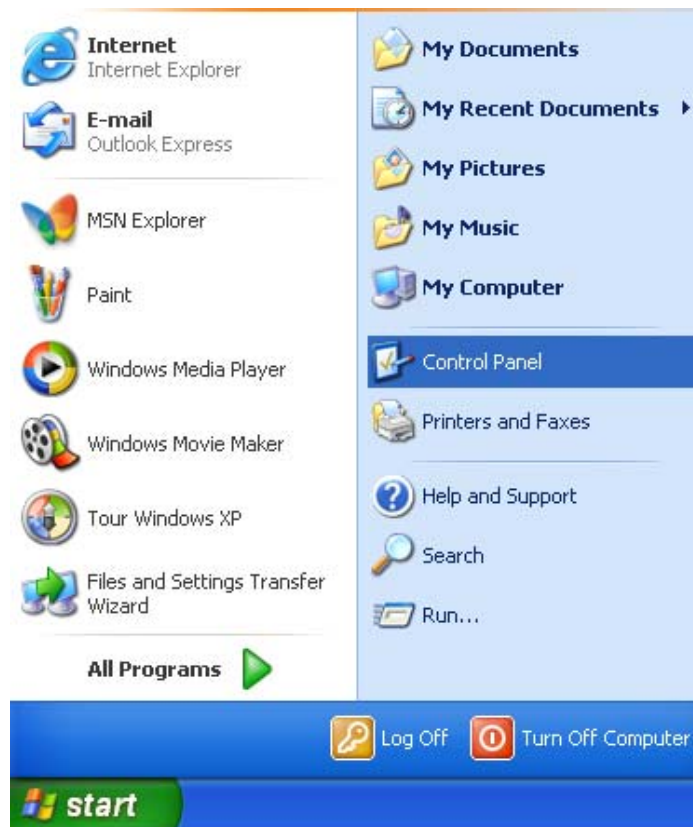 Internet
Internet Explorer
E-mail
Outlook Express
MSN Explorer
Paint
Windows Media Player
Windows Movie Maker
Tour Windows XP
Files and Settings Transfer
Wizard
All Programs
My Documents
My Recent Documents
My Pictures
My Music
My Computer
Control Panel
Printers and Faxes
Help and Support
Search
Run...
Log Off
Turn Off Computer
start